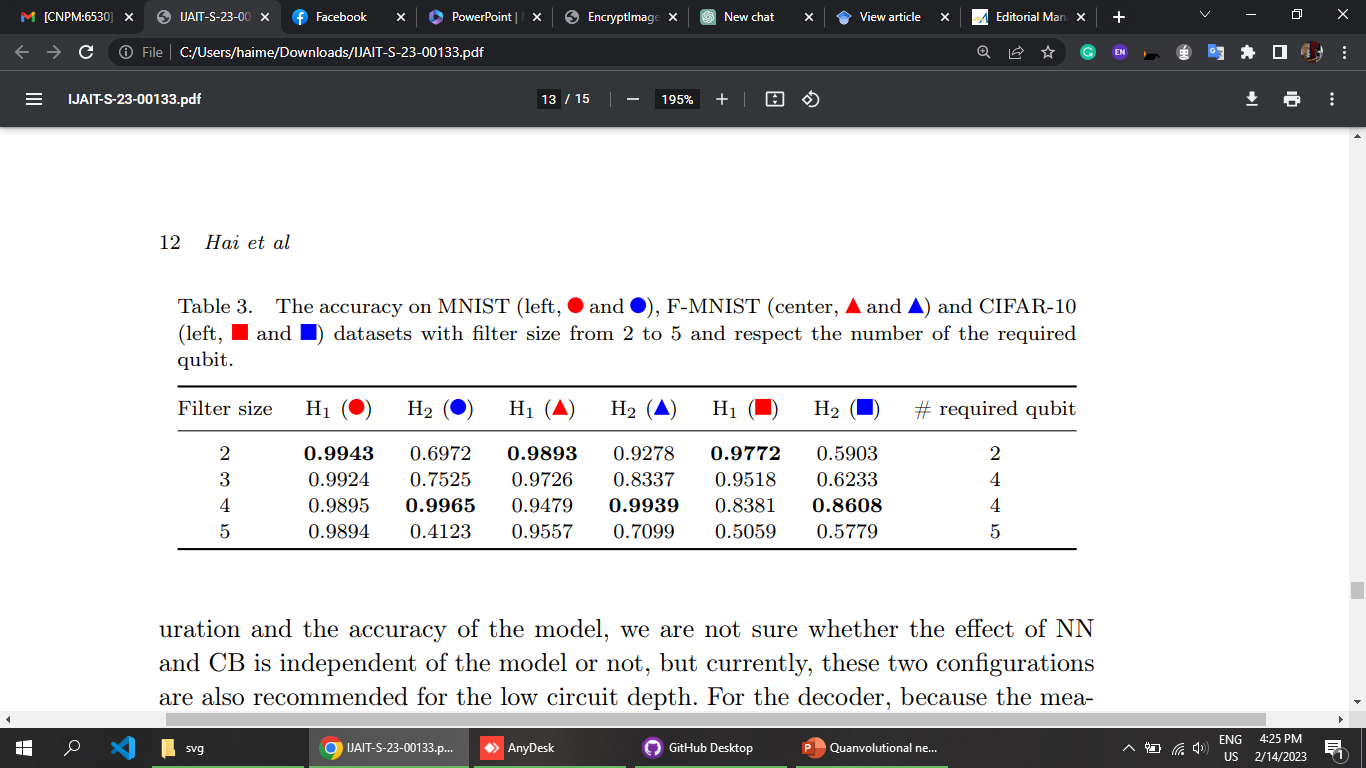 [CNPM:6530]
IJAIT-S-23-00
Facebook
PowerPoint |
EncryptImage
New chat
View article
Editorial Man
File
C:/Users/haime/Downloads/IJAIT-S-23-00133.pdf
EN
IJAIT-S-23-00133.pdf
13 / 15
195%
12 Hai et al
Table 3. The accuracy on MNIST (left, ● and ●), F-MNIST (center, ▲ and ▲) and CIFAR-10
(left, ■ and ■) datasets with filter size from 2 to 5 and respect the number of the required
qubit.
Filter size H₁ (●) H₂ (●) H₁ (▲) H₂ (▲) H₁ (■) H₂ (■) # required qubit
2 0.9943 0.6972 0.9893 0.9278 0.9772 0.5903 2
3 0.9924 0.7525 0.9726 0.8337 0.9518 0.6233 4
4 0.9895 0.9965 0.9479 0.9939 0.8381 0.8608 4
5 0.9894 0.4123 0.9557 0.7099 0.5059 0.5779 5
uration and the accuracy of the model, we are not sure whether the effect of NN
and CB is independent of the model or not, but currently, these two configurations
are also recommended for the low circuit depth. For the decoder, because the mea-
svg
IJAIT-S-23-00133.p...
AnyDesk
GitHub Desktop
Quanvolutional ne...
ENG
US
4:25 PM
2/14/2023
1